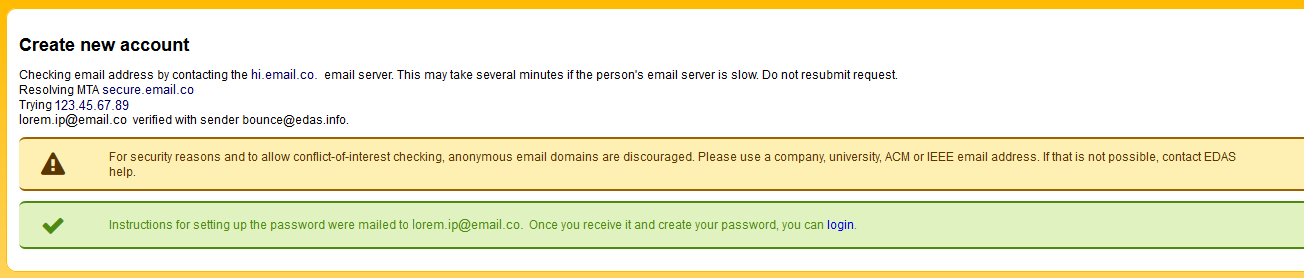 Create new account
Checking email address by contacting the hi.email.co. email server. This may take several minutes if the person's email server is slow. Do not resubmit request.
Resolving MTA secure.email.co
Trying 123.45.67.89
lorem.ip@email.co verified with sender bounce@edas.info.
For security reasons and to allow conflict-of-interest checking, anonymous email domains are discouraged. Please use a company, university, ACM or IEEE email address. If that is not possible, contact EDAS
help.
Instructions for setting up the password were mailed to lorem.ip@email.co. Once you receive it and create your password, you can login.